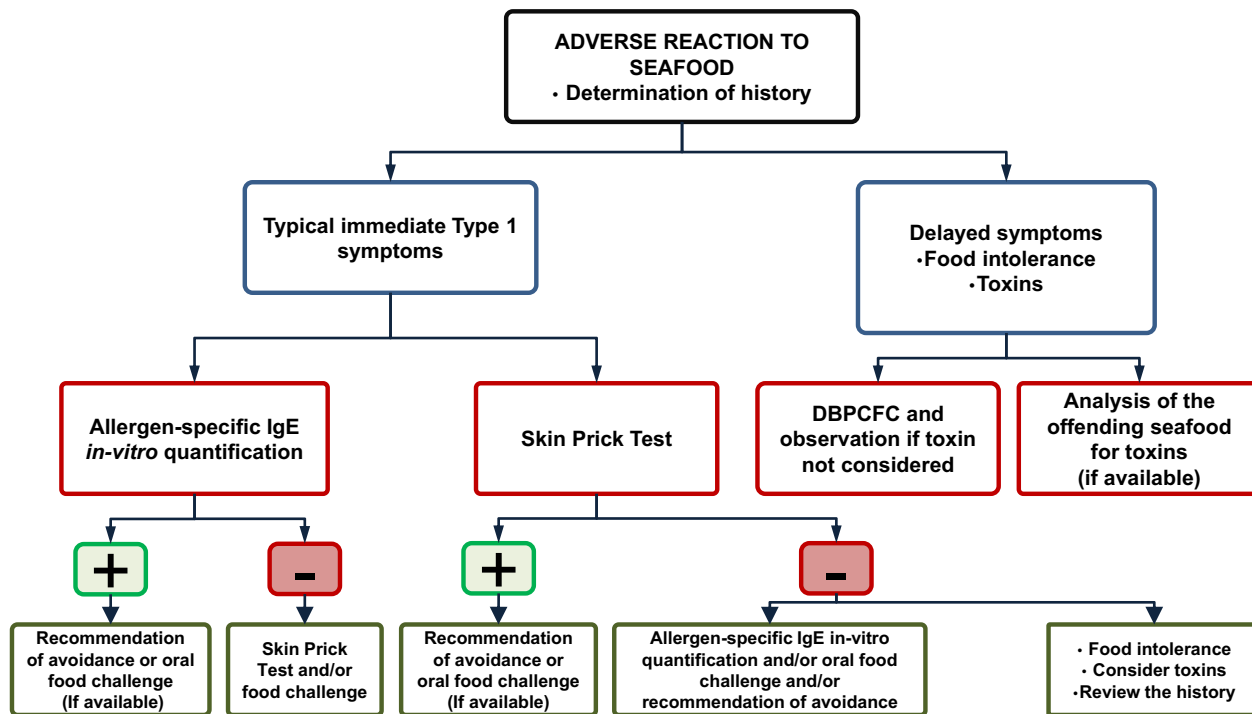 ADVERSE REACTION TO
SEAFOOD
• Determination of history
Typical immediate Type 1
symptoms
Delayed symptoms
•Food intolerance
•Toxins
Allergen-specific IgE
in-vitro quantification
Skin Prick Test
DBPCFC and
observation if toxin
not considered
Analysis of the
offending seafood
for toxins
(if available)
+
-
+
-
Recommendation
of avoidance or oral
food challenge
(If available)
Skin Prick
Test and/or
food challenge
Recommendation
of avoidance or
oral food challenge
(If available)
Allergen-specific IgE in-vitro
quantification and/or oral food
challenge and/or
recommendation of avoidance
• Food intolerance
• Consider toxins
•Review the history